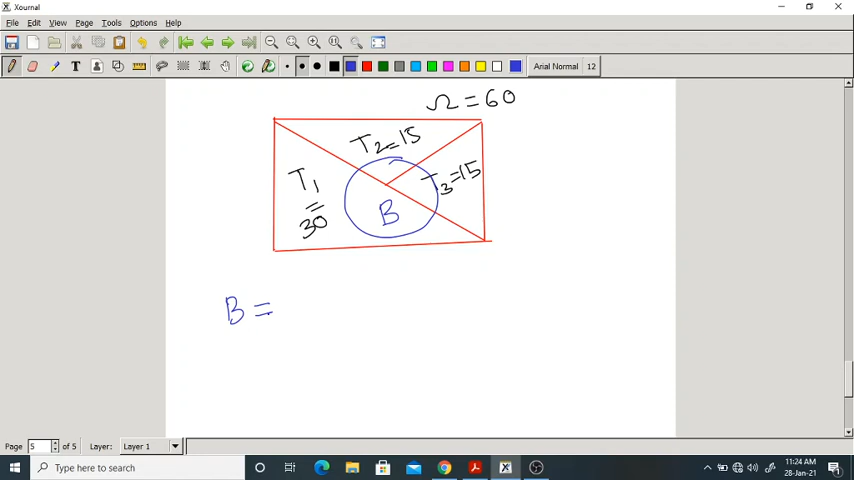 Xournal
File Edit View Page Tools Options Help
Arial Normal 12
Ω = 60
T2 = 15
T1 = 30
T3 = 15
B
B =
Page 5 of 5 Layer: Layer 1
Type here to search
11:24 AM
28-Jan-21